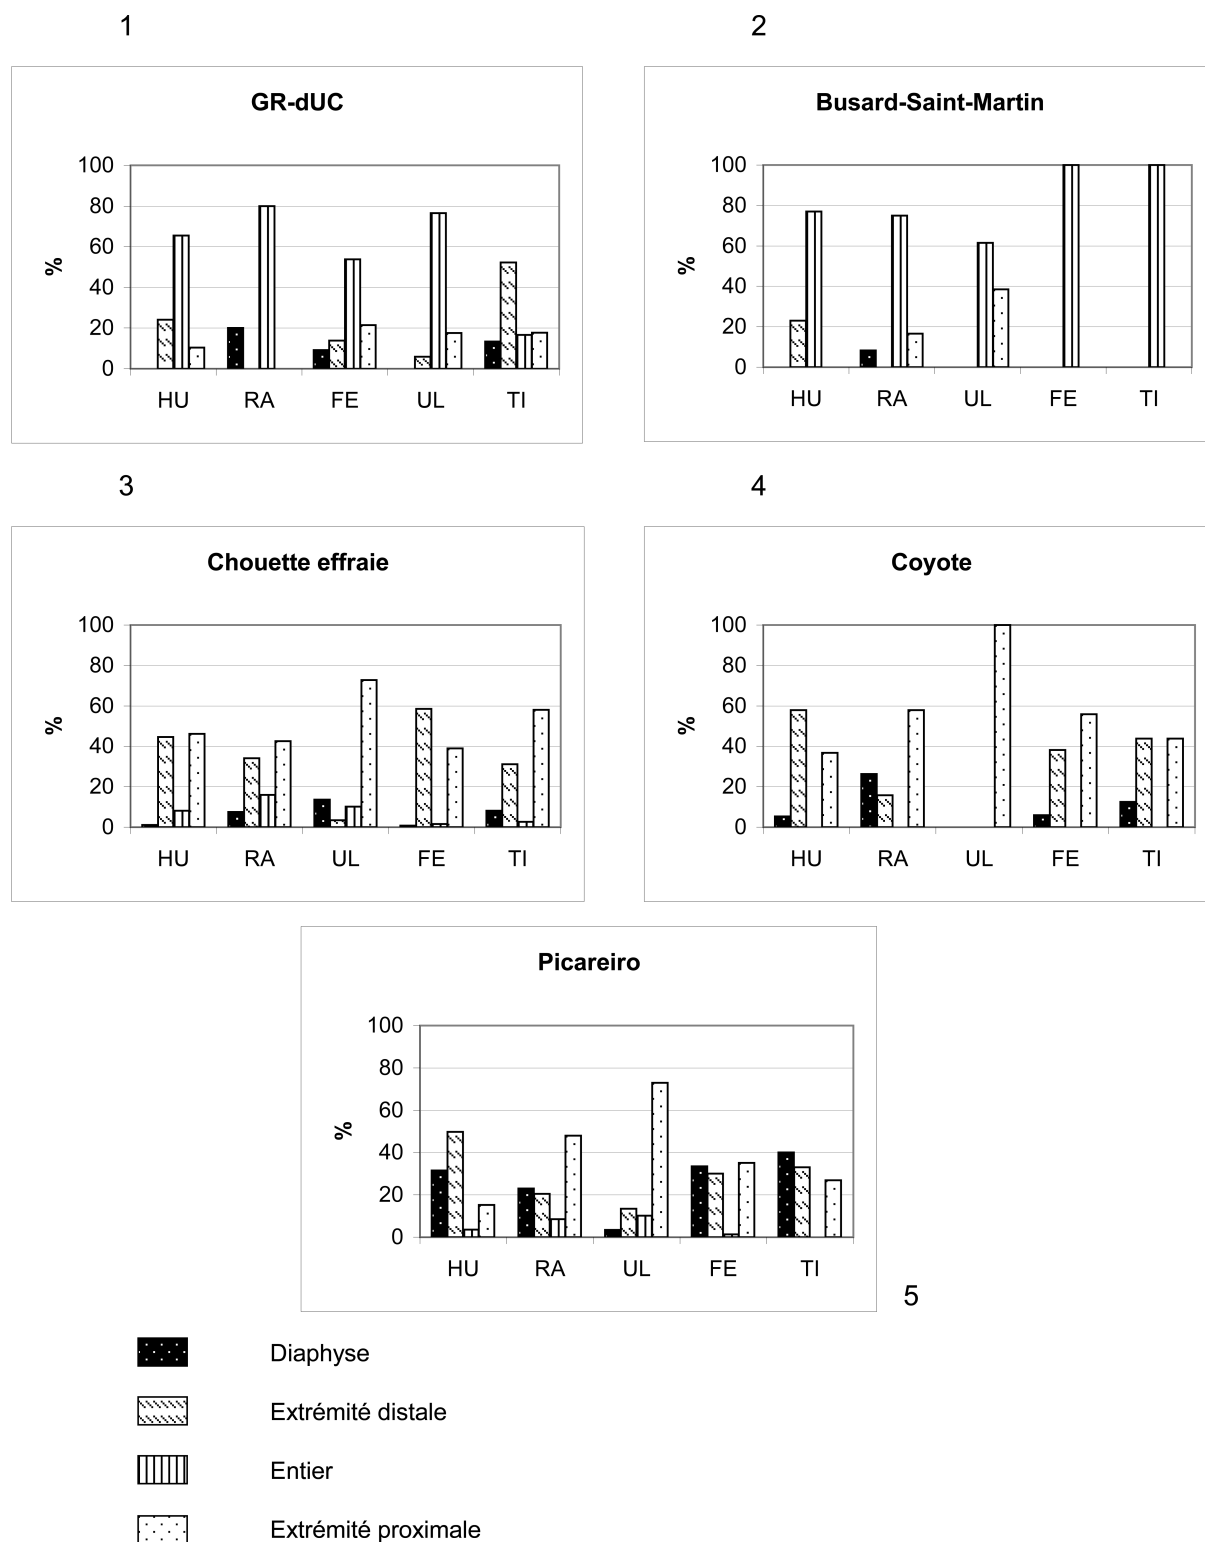 1
GR-dUC
%
100
80
60
40
20
0
HU RA FE UL TI
2
Busard-Saint-Martin
%
100
80
60
40
20
0
HU RA UL FE TI
3
Chouette effraie
%
100
80
60
40
20
0
HU RA UL FE TI
4
Coyote
%
100
80
60
40
20
0
HU RA UL FE TI
Picareiro
%
100
80
60
40
20
0
HU RA UL FE TI
5
Diaphyse
Extrémité distale
Entier
Extrémité proximale